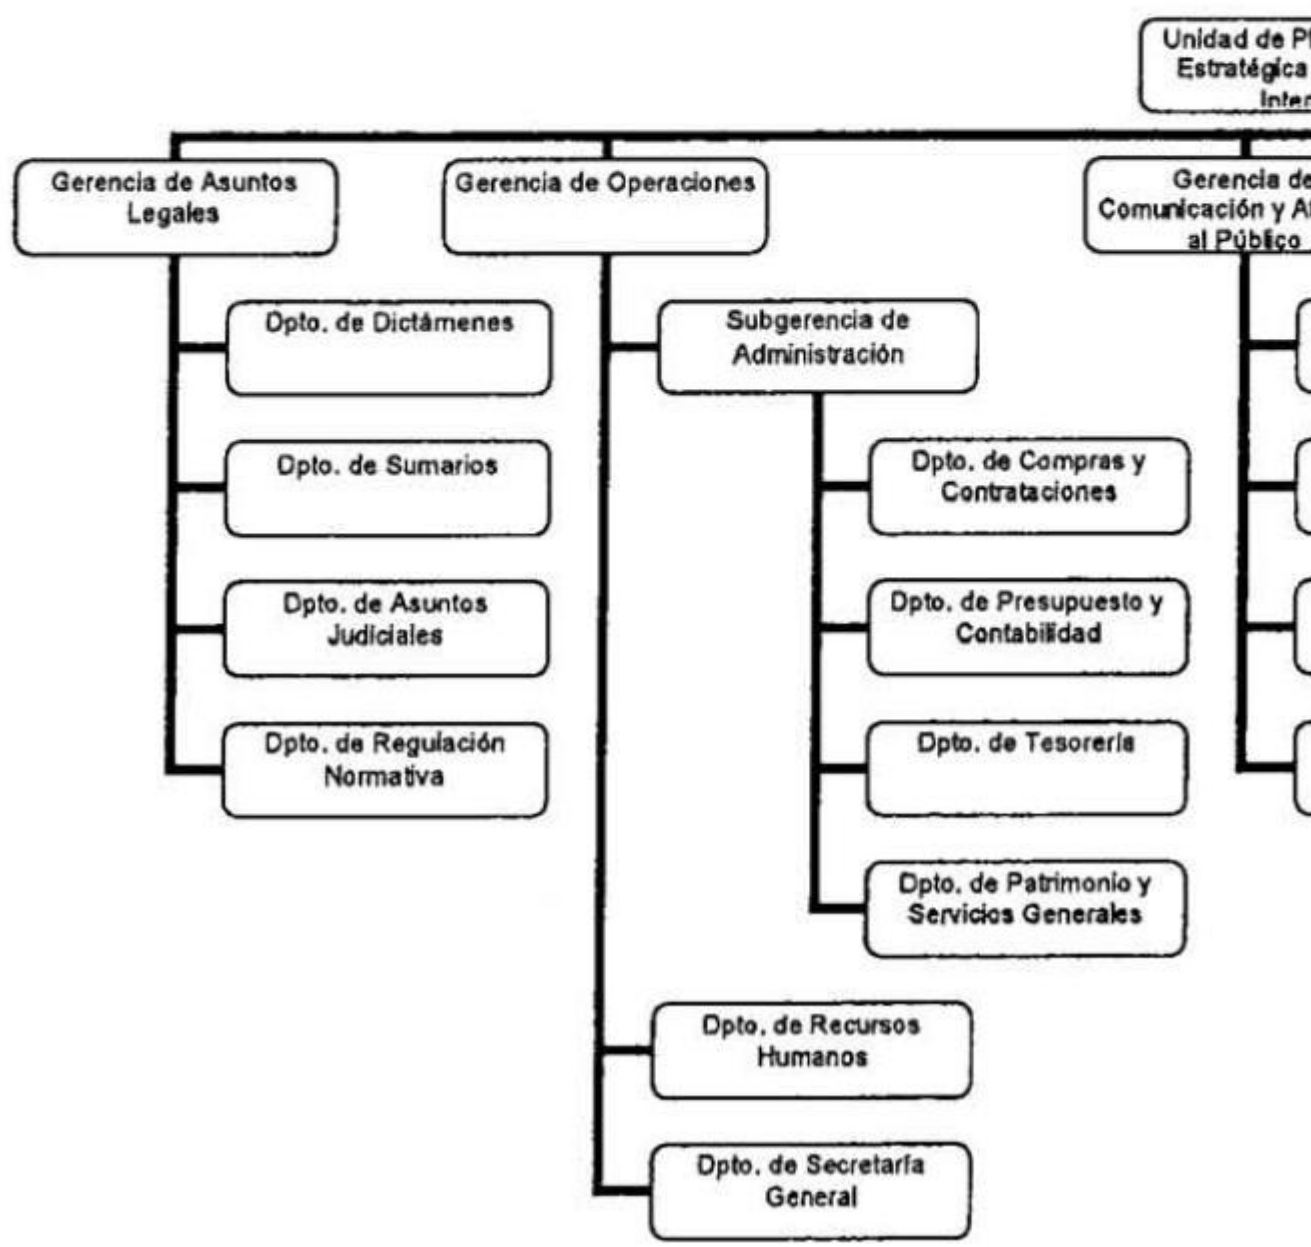 Unidad de
Estratégica
Gerencia de Asuntos
Legales
Gerencia de Operaciones
Gerencia de
Comunicación y
al Público
Dpto. de Dictámenes
Subgerencia de
Administración
Dpto. de Sumarios
Dpto. de Compras y
Contrataciones
Dpto. de Asuntos
Judiciales
Dpto. de Presupuesto y
Contabilidad
Dpto. de Regulación
Normativa
Dpto. de Tesorería
Dpto. de Patrimonio y
Servicios Generales
Dpto. de Recursos
Humanos
Dpto. de Secretaría
General